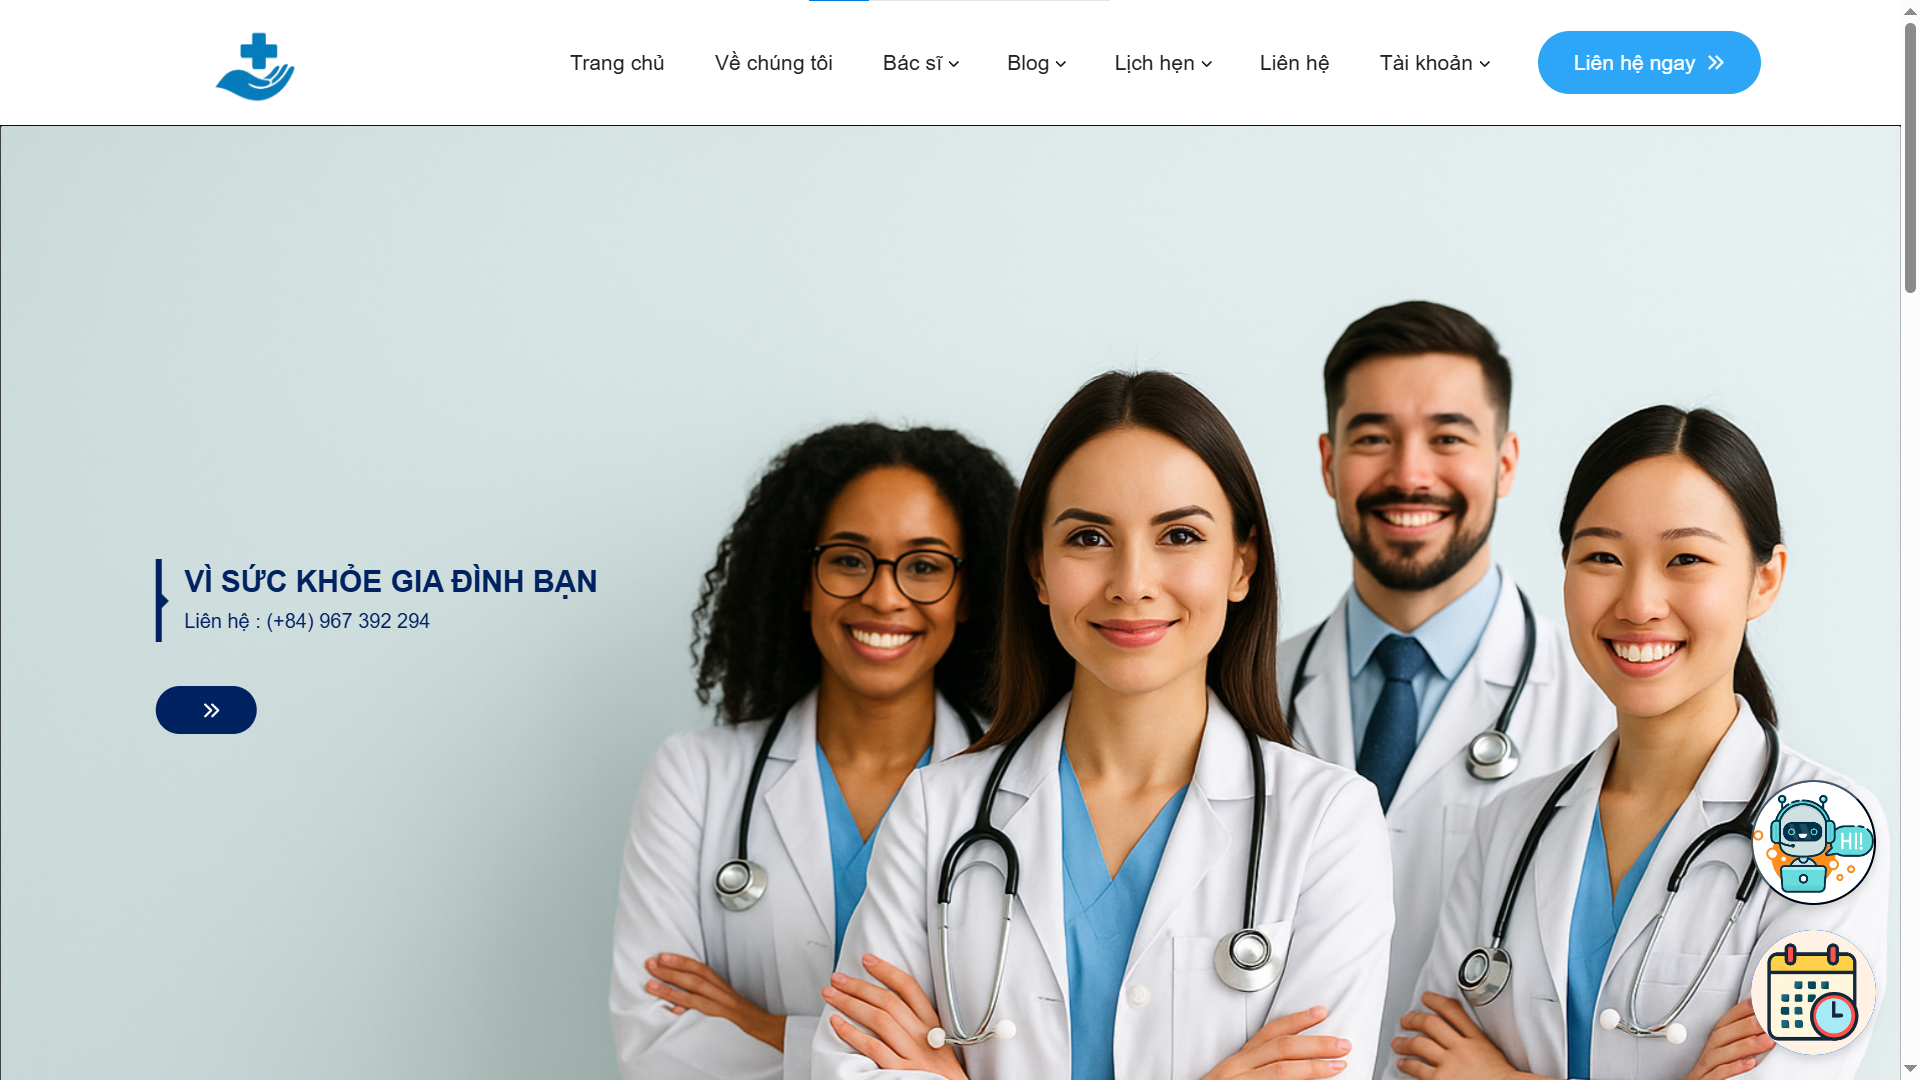 Trang chủ
Về chúng tôi
Bác sĩ
Blog
Lịch hẹn
Liên hệ
Tài khoản
Liên hệ ngay
VÌ SỨC KHỎE GIA ĐÌNH BẠN
Liên hệ : (+84) 967 392 294
HI!